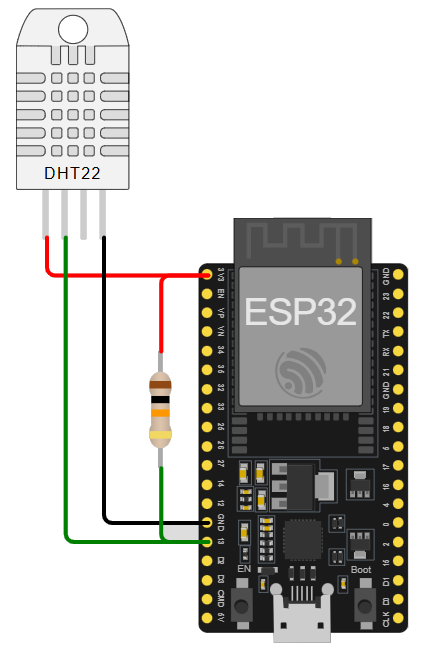 DHT22
ESP32
3V3
EN
VP
VN
34
35
32
33
25
26
27
14
12
GND
13
D2
D3
CMD
5V
GND
23
22
TX
RX
21
GND
19
18
5
17
16
4
0
2
15
D1
CLK
EN
Boot